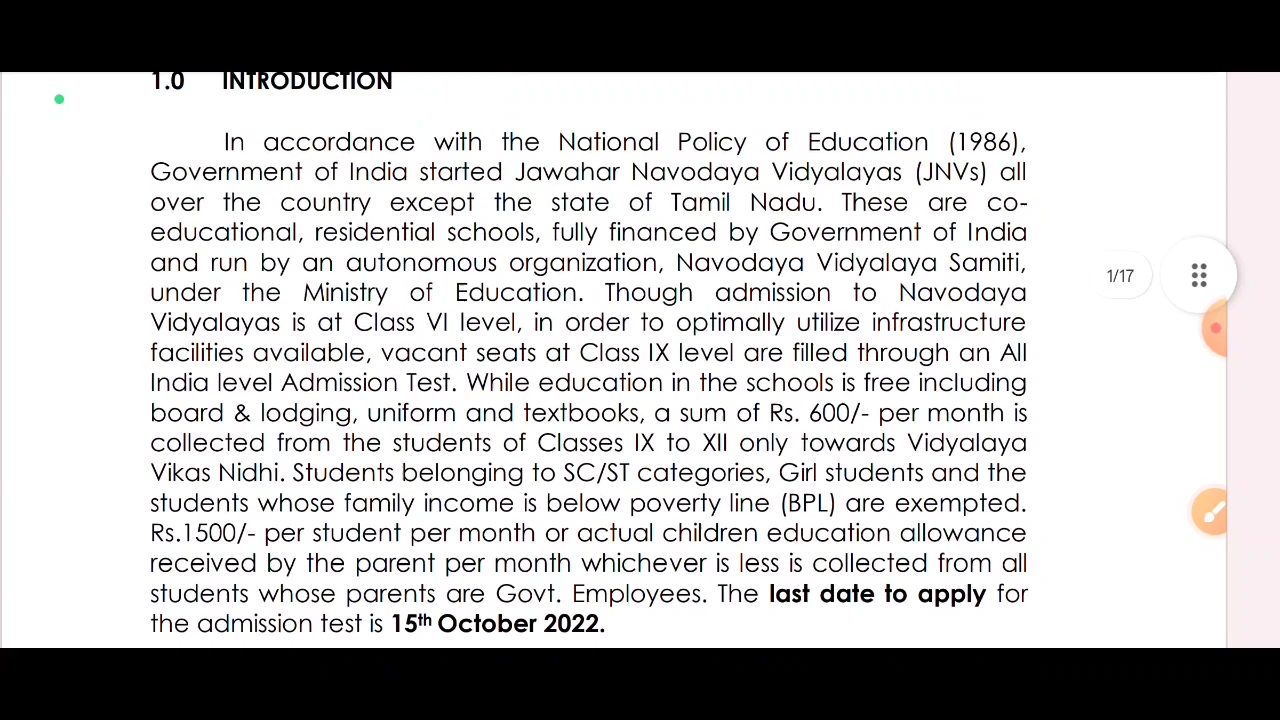 1.0 INTRODUCTION
In accordance with the National Policy of Education (1986),
Government of India started Jawahar Navodaya Vidyalayas (JNVs) all
over the country except the state of Tamil Nadu. These are co-
educational, residential schools, fully financed by Government of India
and run by an autonomous organization, Navodaya Vidyalaya Samiti,
under the Ministry of Education. Though admission to Navodaya
Vidyalayas is at Class VI level, in order to optimally utilize infrastructure
facilities available, vacant seats at Class IX level are filled through an All
India level Admission Test. While education in the schools is free including
board & lodging, uniform and textbooks, a sum of Rs. 600/- per month is
collected from the students of Classes IX to XII only towards Vidyalaya
Vikas Nidhi. Students belonging to SC/ST categories, Girl students and the
students whose family income is below poverty line (BPL) are exempted.
Rs.1500/- per student per month or actual children education allowance
received by the parent per month whichever is less is collected from all
students whose parents are Govt. Employees. The last date to apply for
the admission test is 15th October 2022.
1/17